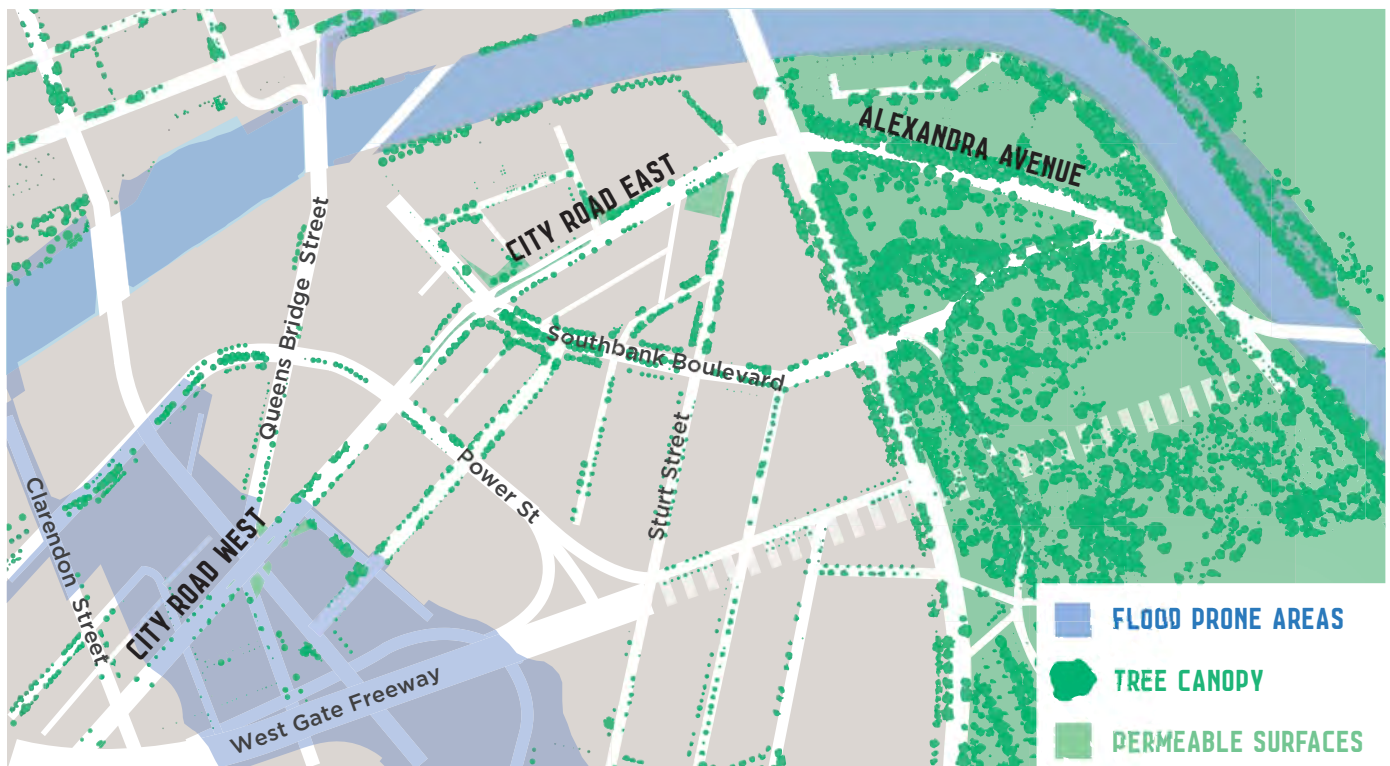 ALEXANDRA AVENUE
CITY ROAD EAST
Queens Bridge Street
Southbank Boulevard
Sturt Street
Power St
Clarendon Street
CITY ROAD WEST
West Gate Freeway
FLOOD PRONE AREAS
TREE CANOPY
PERMEABLE SURFACES